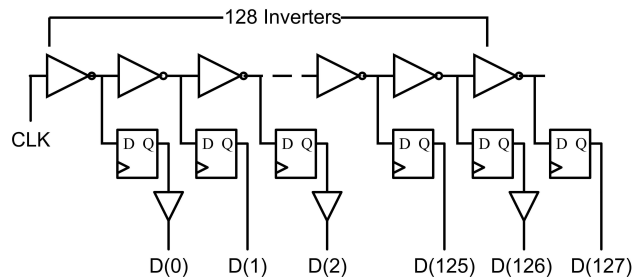 128 Inverters
CLK
D Q D Q D Q D Q D Q D Q
D(0) D(1) D(2) D(125) D(126) D(127)